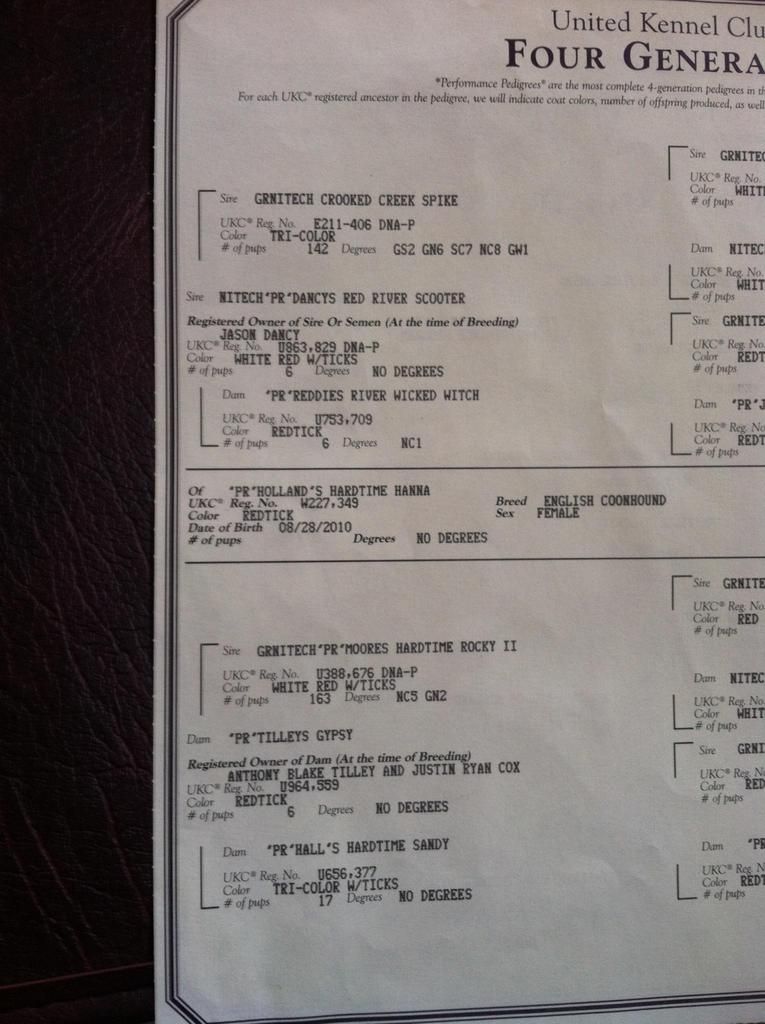 United Kennel Clu
FOUR GENERA
*Performance Pedigrees* are the most complete 4-generation pedigrees in th
For each UKC® registered ancestor in the pedigree, we will indicate coat colors, number of offspring produced, as well
Sire GRNITECH CROOKED CREEK SPIKE
UKC® Reg. No. E211-406 DNA-P
Color TRI-COLOR
# of pups 142 Degrees GS2 GN6 SC7 NC8 GW1
Sire NITECH'PR'DANCYS RED RIVER SCOOTER
Registered Owner of Sire Or Semen (At the time of Breeding)
JASON DANCY
UKC® Reg. No. U863,829 DNA-P
Color WHITE RED W/TICKS
# of pups 6 Degrees NO DEGREES
Dam 'PR'REDDIES RIVER WICKED WITCH
UKC® Reg. No. U753,709
Color REDTICK
# of pups 6 Degrees NC1
Of 'PR'HOLLAND'S HARDTIME HANNA
UKC® Reg. No. W227,349
Color REDTICK
Date of Birth 08/28/2010
# of pups Degrees NO DEGREES
Breed ENGLISH COONHOUND
Sex FEMALE
Sire GRNITECH'PR'MOORES HARDTIME ROCKY II
UKC® Reg. No. U388,676 DNA-P
Color WHITE RED W/TICKS
# of pups 163 Degrees NC5 GN2
Dam 'PR'TILLEYS GYPSY
Registered Owner of Dam (At the time of Breeding)
ANTHONY BLAKE TILLEY AND JUSTIN RYAN COX
UKC® Reg. No. U964,559
Color REDTICK
# of pups 6 Degrees NO DEGREES
Dam 'PR'HALL'S HARDTIME SANDY
UKC® Reg. No. U656,377
Color TRI-COLOR W/TICKS
# of pups 17 Degrees NO DEGREES
Sire GRNITEC
UKC® Reg. No.
Color WHIT
# of pups
Dam NITEC
UKC® Reg. No.
Color WHIT
# of pups
Sire GRNITE
UKC® Reg. No.
Color REDT
# of pups
Dam 'PR'J
UKC® Reg. No
Color REDT
# of pups
Sire GRNITE
UKC® Reg. No
Color RED
# of pups
Dam NITEC
UKC® Reg. No
Color WHIT
# of pups
Sire GRNI
UKC® Reg. N
Color RED
# of pups
Dam 'PR
UKC® Reg. N
Color REDT
# of pups